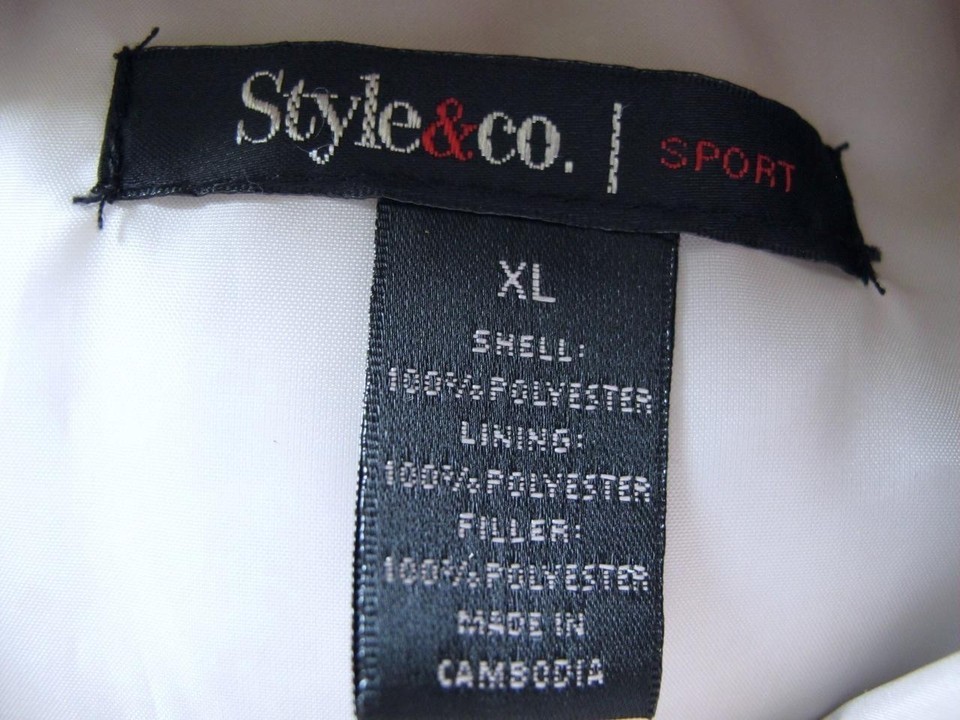 Style&co. | SPORT
XL
SHELL:
100% POLYESTER
LINING:
100% POLYESTER
FILLER:
100% POLYESTER
MADE IN
CAMBODIA